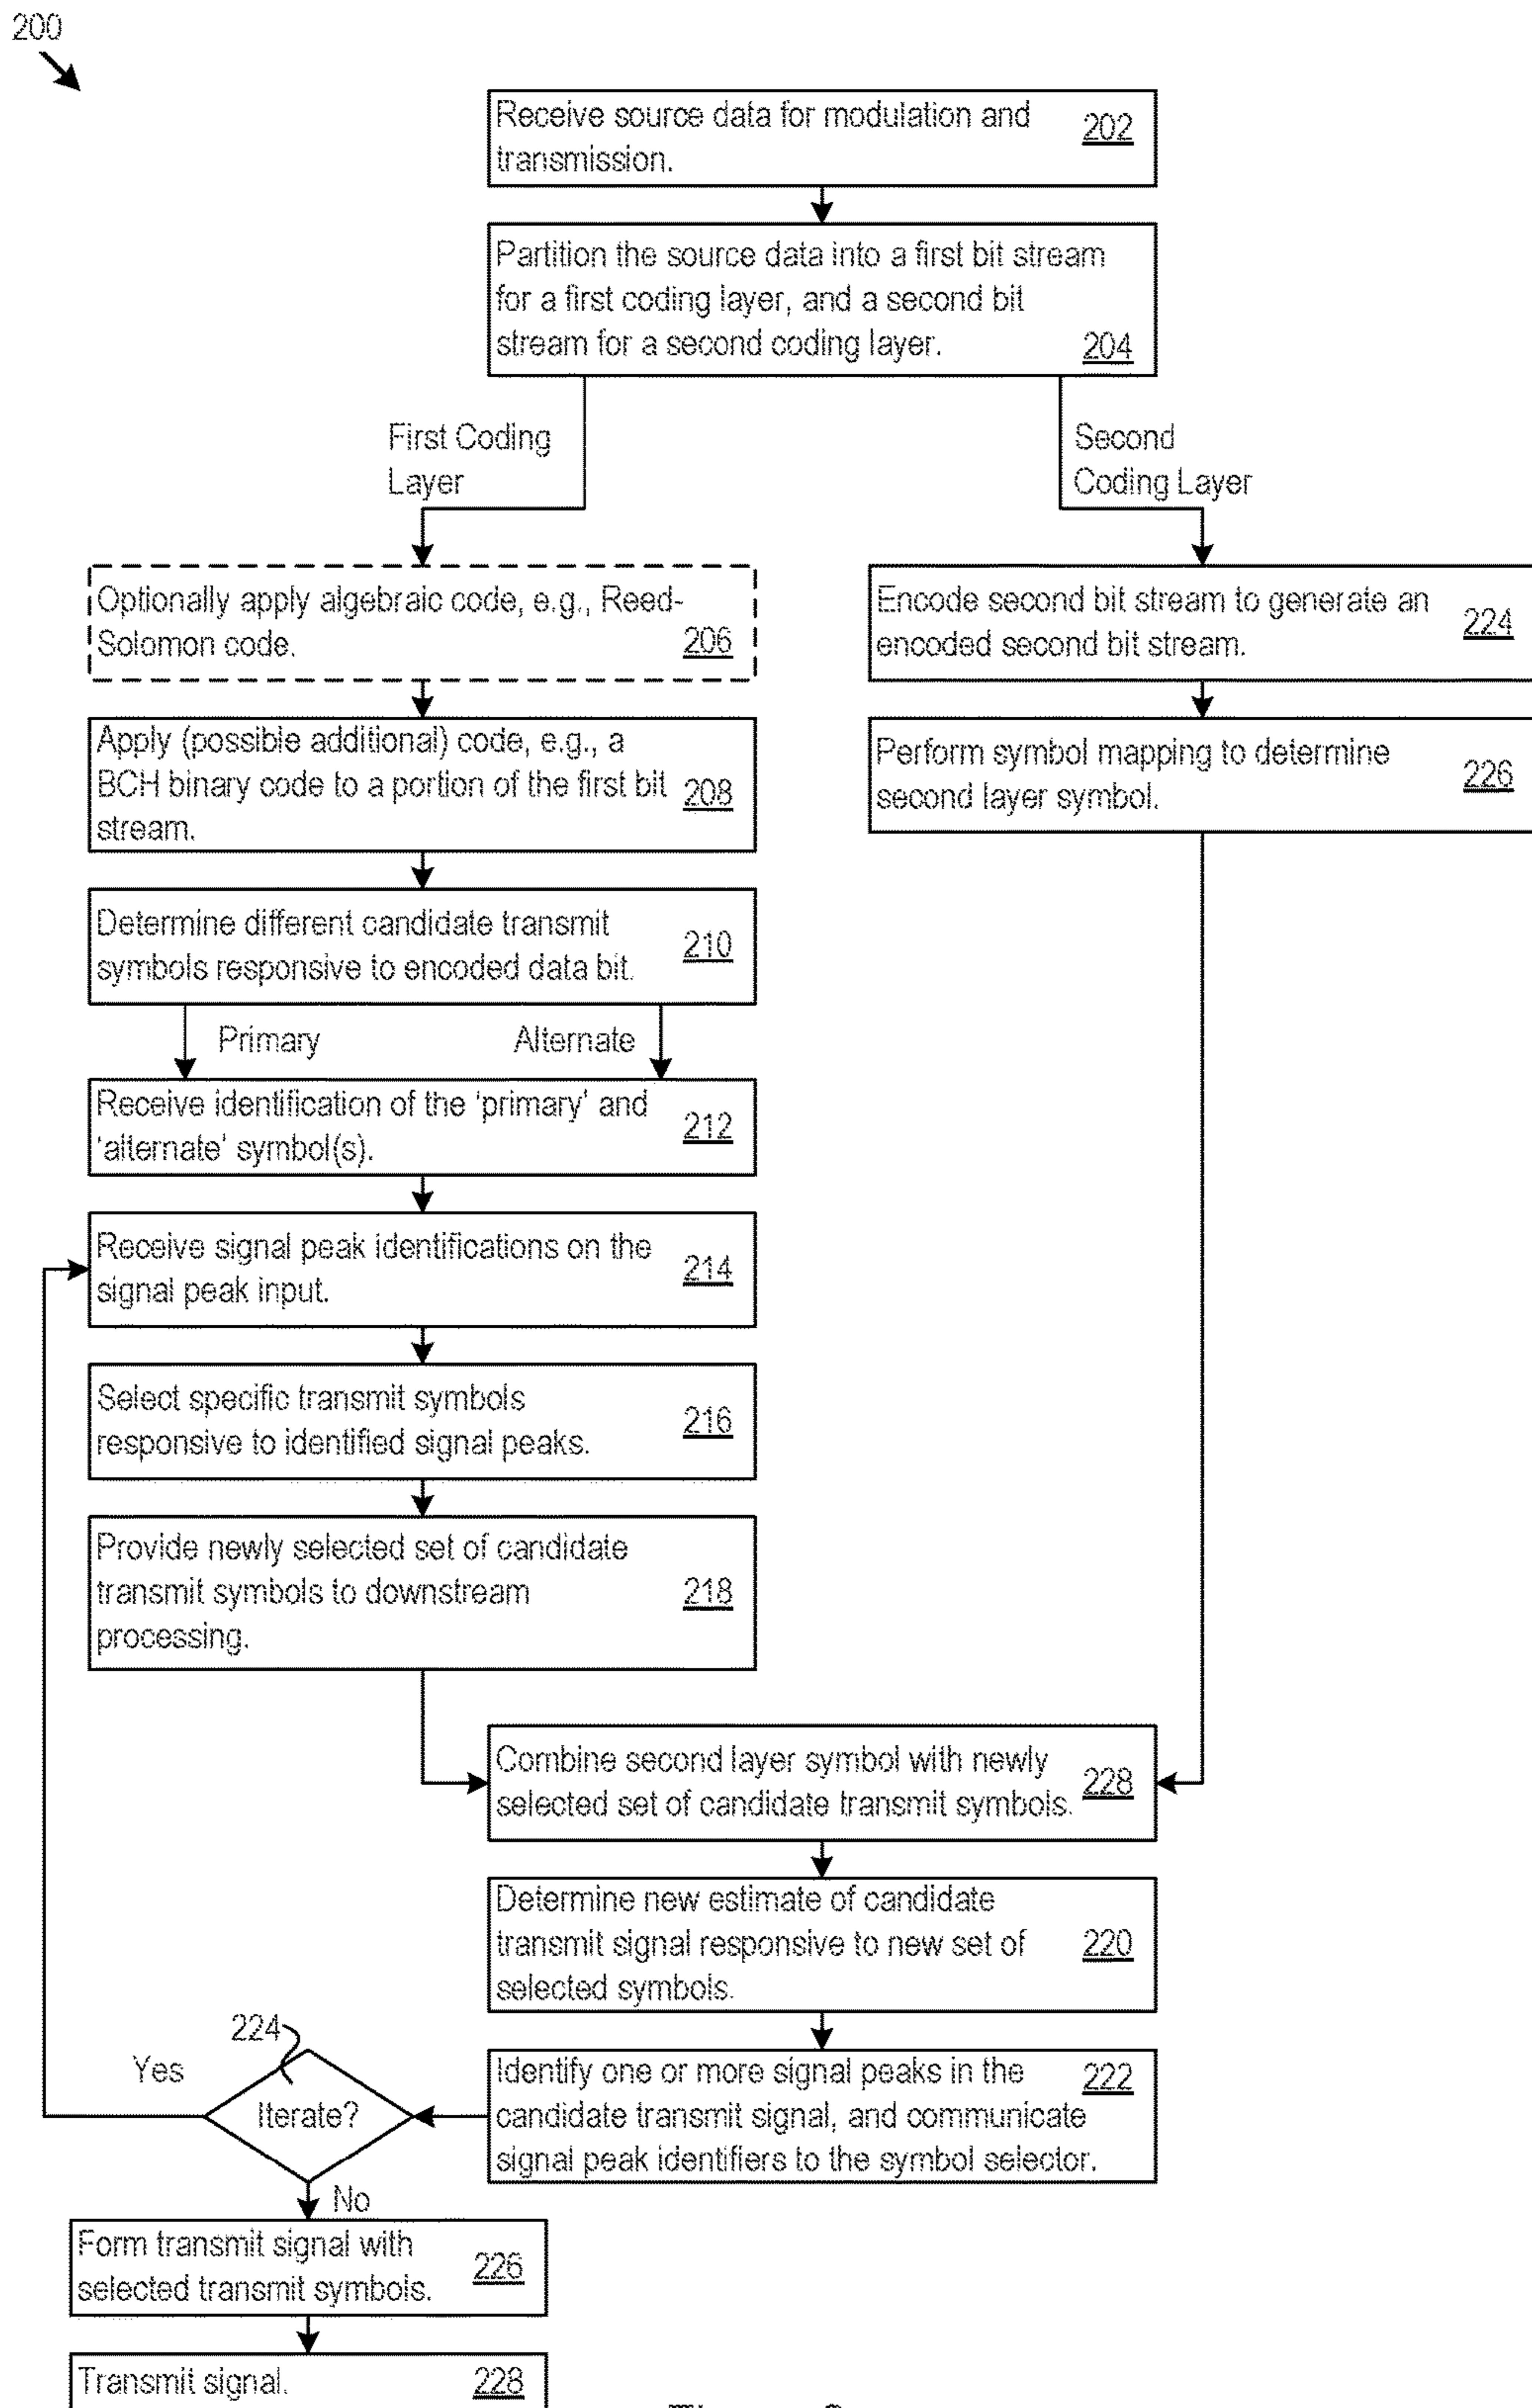 200
Receive source data for modulation and
transmission.
202
Partition the source data into a first bit stream
for a first coding layer, and a second bit
stream for a second coding layer.
204
First Coding
Layer
Second
Coding Layer
Optionally apply algebraic code, e.g., Reed-
Solomon code.
206
Encode second bit stream to generate an
encoded second bit stream.
224
Apply (possible additional) code, e.g., a
BCH binary code to a portion of the first bit
stream.
208
Perform symbol mapping to determine
second layer symbol.
226
Determine different candidate transmit
symbols responsive to encoded data bit.
210
Primary
Alternate
Receive identification of the 'primary' and
'alternate' symbol(s).
212
Receive signal peak identifications on the
signal peak input.
214
Select specific transmit symbols
responsive to identified signal peaks.
216
Provide newly selected set of candidate
transmit symbols to downstream
processing.
218
Combine second layer symbol with newly
selected set of candidate transmit symbols.
228
Determine new estimate of candidate
transmit signal responsive to new set of
selected symbols.
220
Identify one or more signal peaks in the
candidate transmit signal, and communicate
signal peak identifiers to the symbol selector.
222
224
Yes
Iterate?
No
Form transmit signal with
selected transmit symbols.
226
Transmit signal.
228